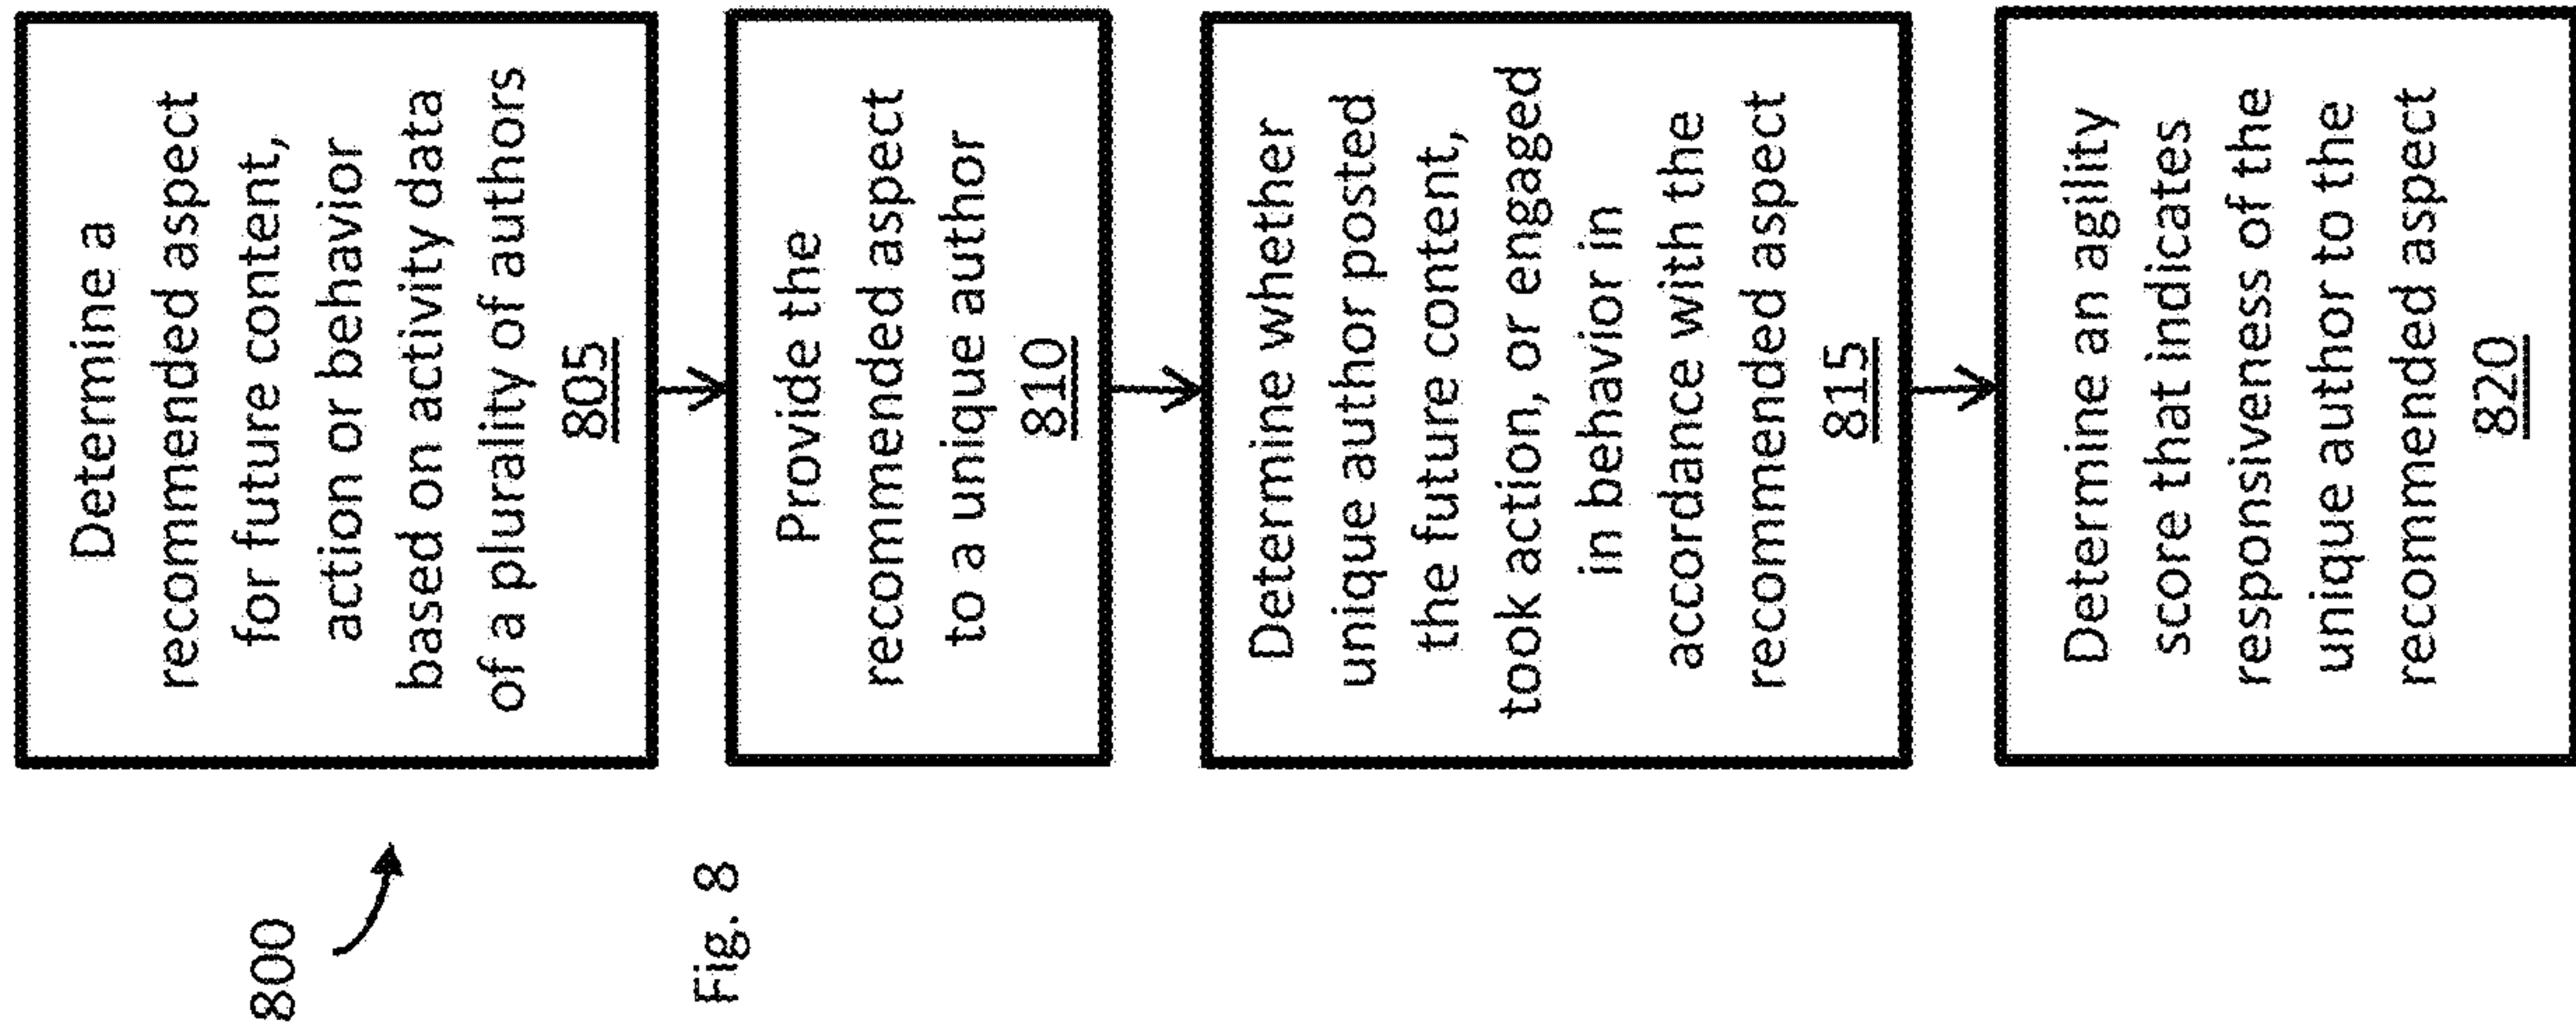 800
Determine a
recommended aspect
for future content,
action or behavior
based on activity data
of a plurality of authors
805
Provide the
recommended aspect
to a unique author
810
Determine whether
unique author posted
the future content,
took action, or engaged
in behavior in
accordance with the
recommended aspect
815
Determine an agility
score that indicates
responsiveness of the
unique author to the
recommended aspect
820
Fig. 8